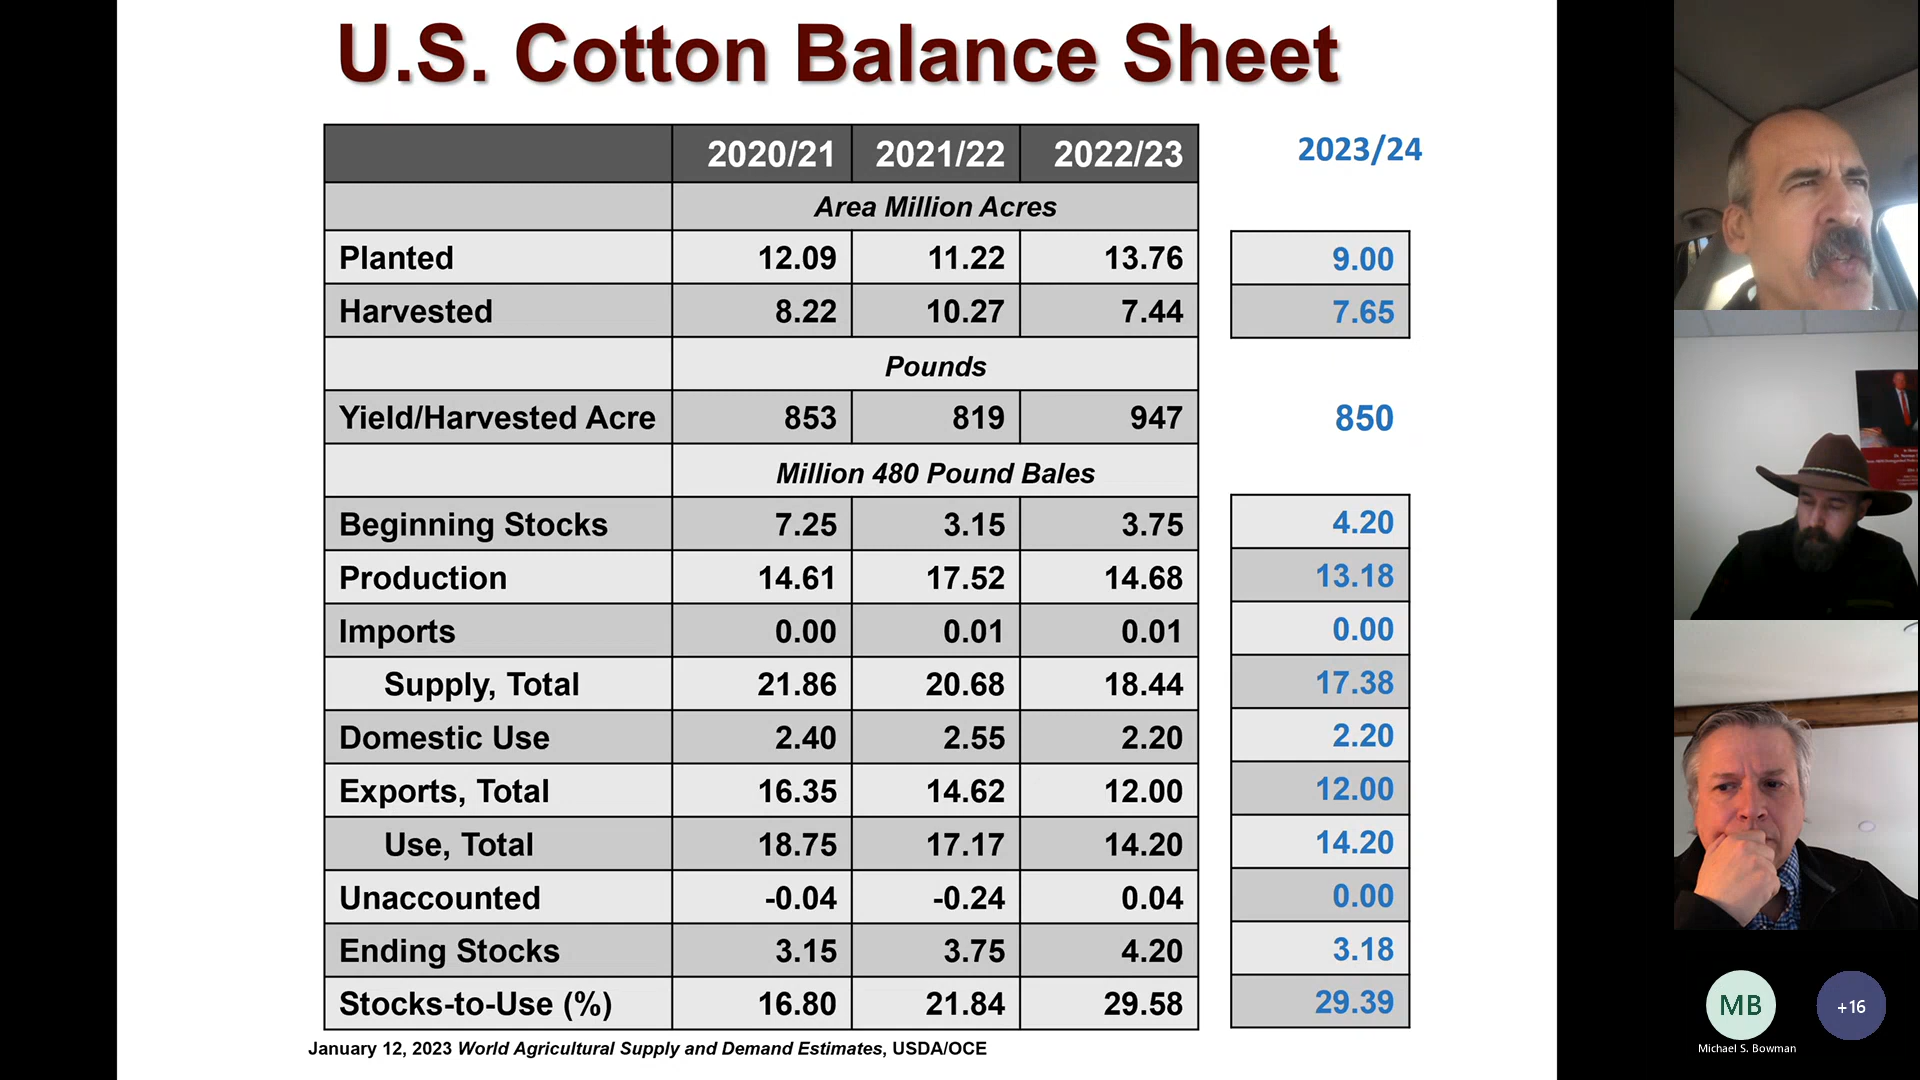 U.S. Cotton Balance Sheet
2020/21 2021/22 2022/23 2023/24
Area Million Acres
Planted 12.09 11.22 13.76 9.00
Harvested 8.22 10.27 7.44 7.65
Pounds
Yield/Harvested Acre 853 819 947 850
Million 480 Pound Bales
Beginning Stocks 7.25 3.15 3.75 4.20
Production 14.61 17.52 14.68 13.18
Imports 0.00 0.01 0.01 0.00
Supply, Total 21.86 20.68 18.44 17.38
Domestic Use 2.40 2.55 2.20 2.20
Exports, Total 16.35 14.62 12.00 12.00
Use, Total 18.75 17.17 14.20 14.20
Unaccounted -0.04 -0.24 0.04 0.00
Ending Stocks 3.15 3.75 4.20 3.18
Stocks-to-Use (%) 16.80 21.84 29.58 29.39
January 12, 2023 World Agricultural Supply and Demand Estimates, USDA/OCE
MB
+16
Michael S. Bowman